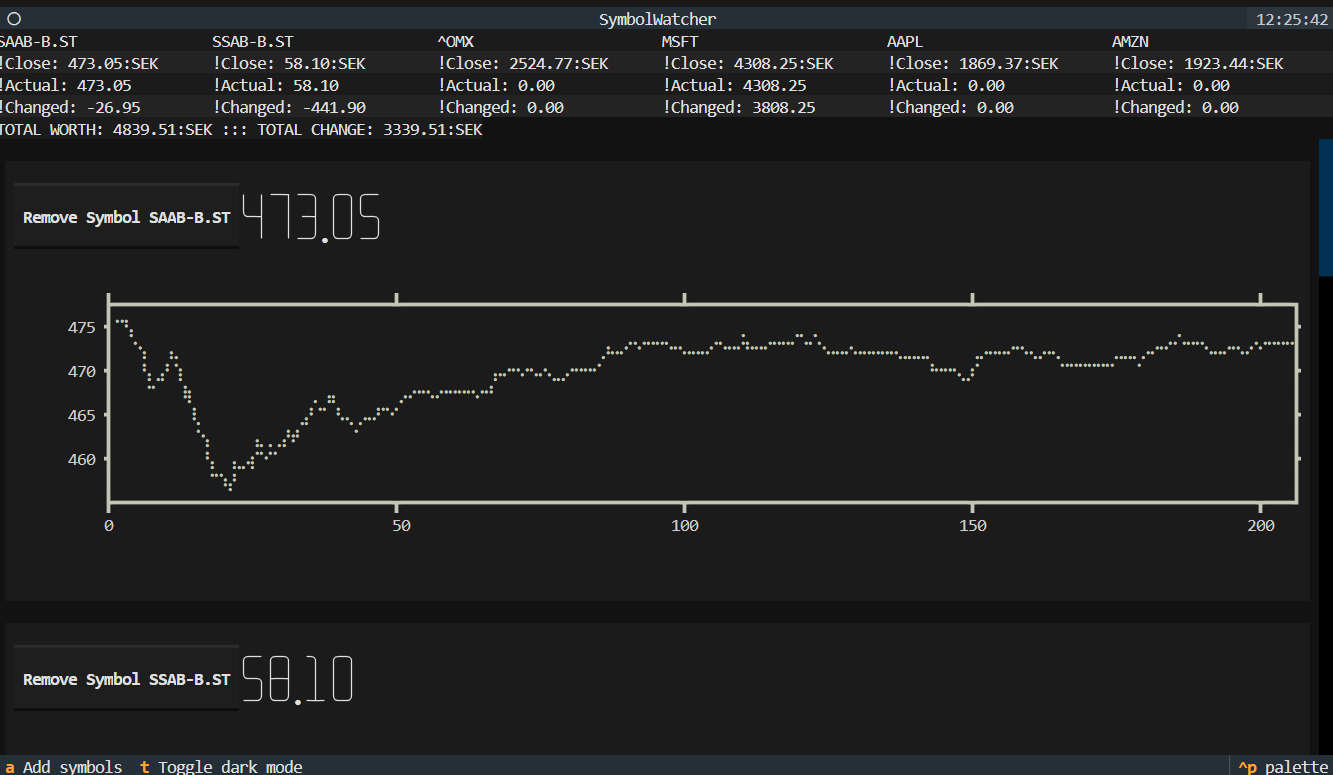 SymbolWatcher 12:25:42
SAAB-B.ST SSAB-B.ST ^OMX MSFT AAPL AMZN
!Close: 473.05:SEK !Close: 58.10:SEK !Close: 2524.77:SEK !Close: 4308.25:SEK !Close: 1869.37:SEK !Close: 1923.44:SEK
!Actual: 473.05 !Actual: 58.10 !Actual: 0.00 !Actual: 4308.25 !Actual: 0.00 !Actual: 0.00
!Changed: -26.95 !Changed: -441.90 !Changed: 0.00 !Changed: 3808.25 !Changed: 0.00 !Changed: 0.00
TOTAL WORTH: 4839.51:SEK ::: TOTAL CHANGE: 3339.51:SEK
Remove Symbol SAAB-B.ST 473.05
475
470
465
460
0 50 100 150 200
Remove Symbol SSAB-B.ST 58.10
a Add symbols t Toggle dark mode ^p palette